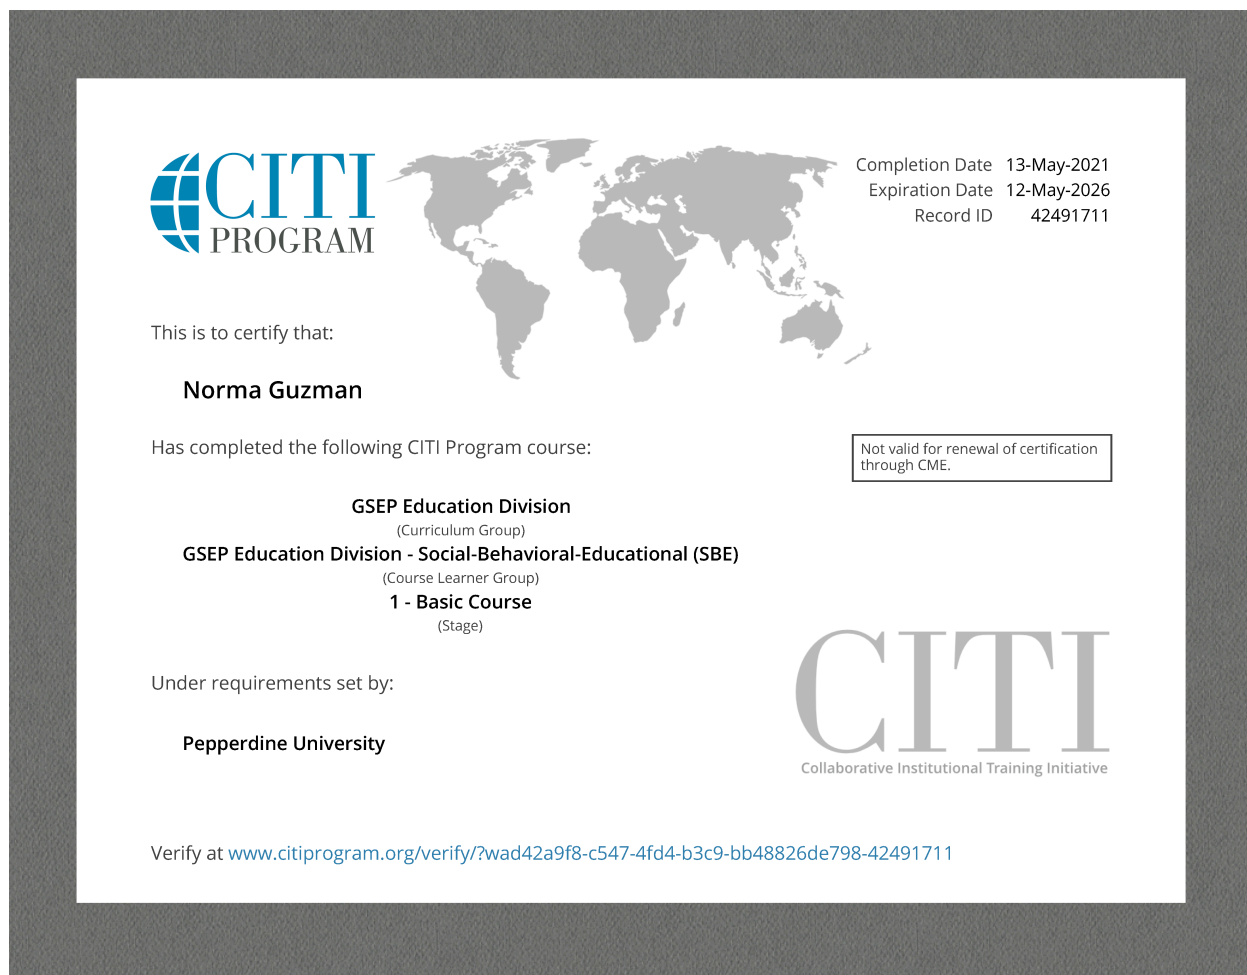 CITI
PROGRAM
Completion Date 13-May-2021
Expiration Date 12-May-2026
Record ID 42491711
This is to certify that:
Norma Guzman
Has completed the following CITI Program course:
Not valid for renewal of certification
through CME.
GSEP Education Division
(Curriculum Group)
GSEP Education Division - Social-Behavioral-Educational (SBE)
(Course Learner Group)
1 - Basic Course
(Stage)
Under requirements set by:
Pepperdine University
CITI
Collaborative Institutional Training Initiative
Verify at www.citiprogram.org/verify/?wad42a9f8-c547-4fd4-b3c9-bb48826de798-42491711